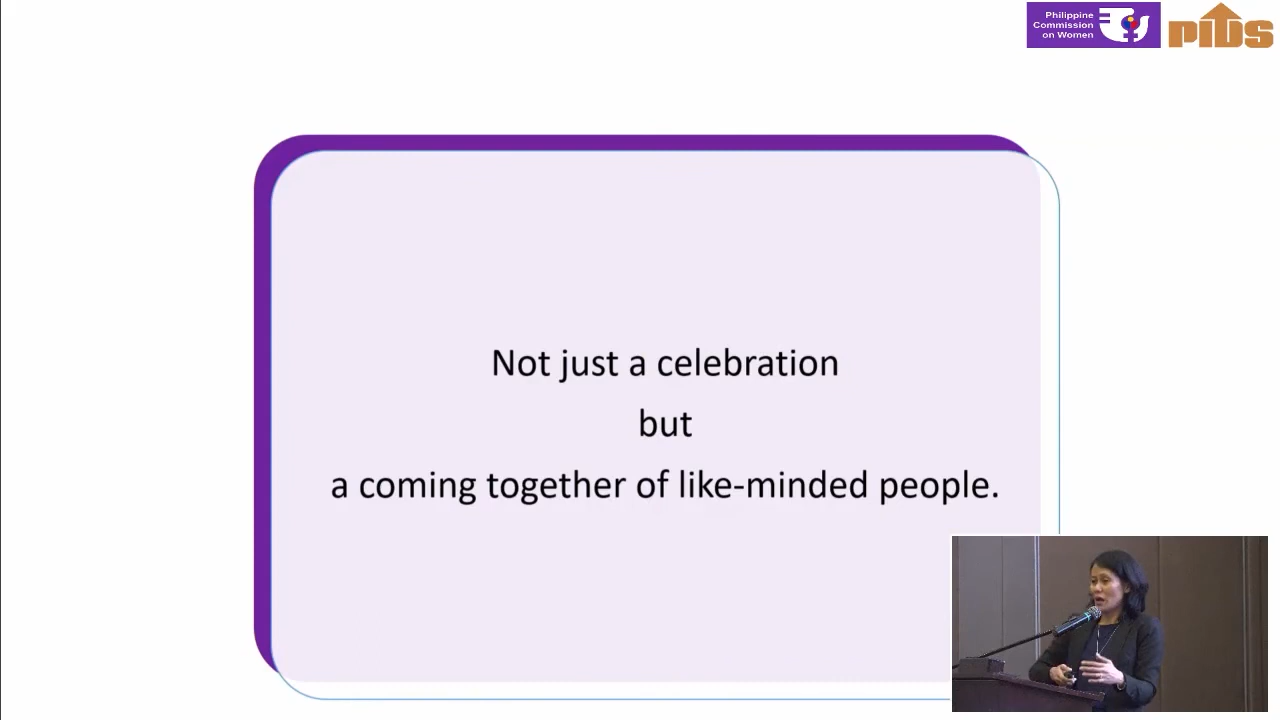 Philippine
Commission
on Women
PIDS
Not just a celebration
but
a coming together of like-minded people.